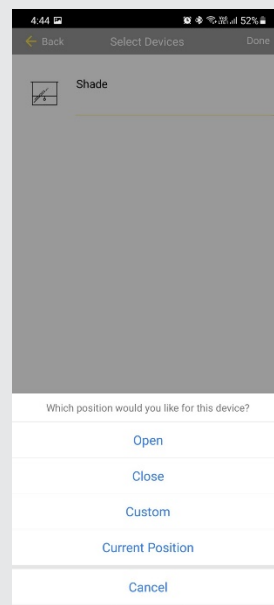 4:44 52%
Back Select Devices Done
Shade
Which position would you like for this device?
Open
Close
Custom
Current Position
Cancel